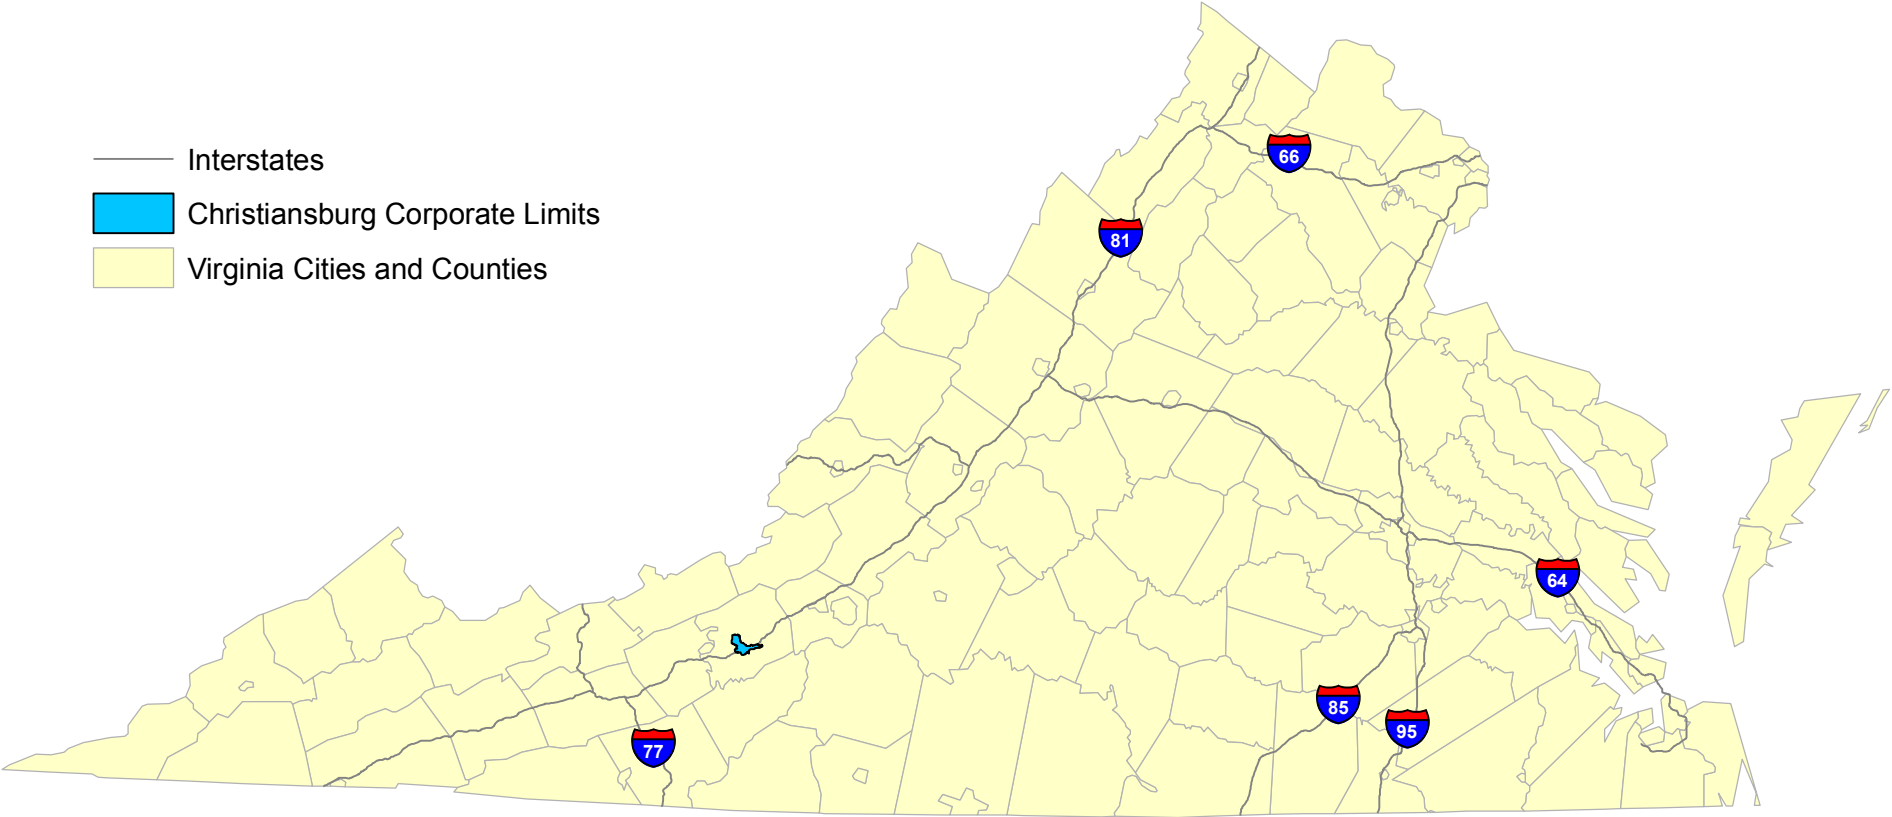 Interstates
Christiansburg Corporate Limits
Virginia Cities and Counties
66
81
64
85
95
77